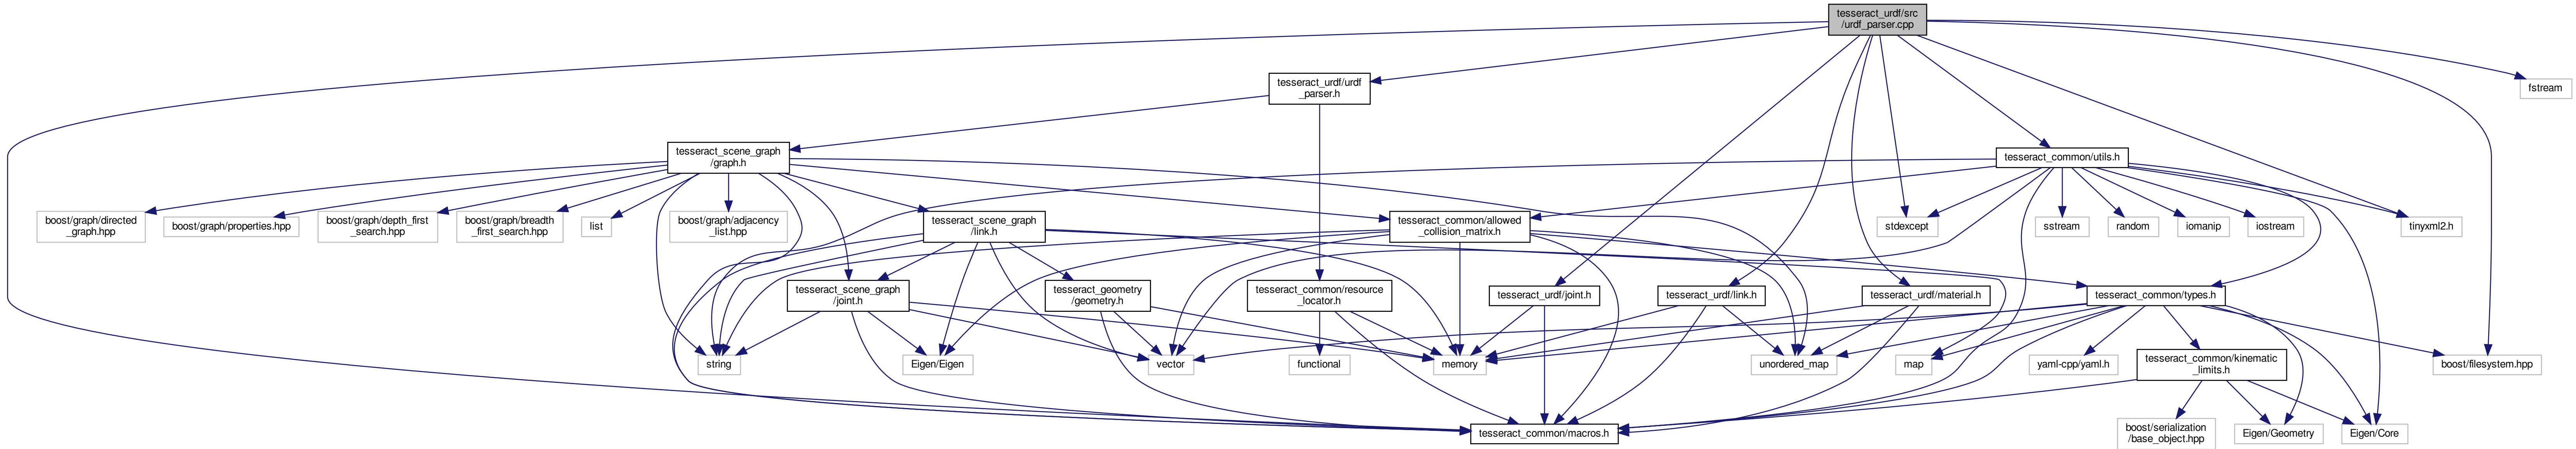 tesseract_urdf/src
/urdf_parser.cpp
tesseract_urdf/urdf
_parser.h
fstream
tesseract_scene_graph
/graph.h
tesseract_common/utils.h
boost/graph/directed
_graph.hpp
boost/graph/properties.hpp
boost/graph/depth_first
_search.hpp
boost/graph/breadth
_first_search.hpp
list
boost/graph/adjacency
_list.hpp
tesseract_scene_graph
/link.h
tesseract_common/allowed
_collision_matrix.h
stdexcept
sstream
random
iomanip
iostream
tinyxml2.h
tesseract_scene_graph
/joint.h
tesseract_geometry
/geometry.h
tesseract_common/resource
_locator.h
tesseract_urdf/joint.h
tesseract_urdf/link.h
tesseract_urdf/material.h
tesseract_common/types.h
string
Eigen/Eigen
vector
functional
memory
unordered_map
map
yaml-cpp/yaml.h
tesseract_common/kinematic
_limits.h
boost/filesystem.hpp
tesseract_common/macros.h
boost/serialization
/base_object.hpp
Eigen/Geometry
Eigen/Core